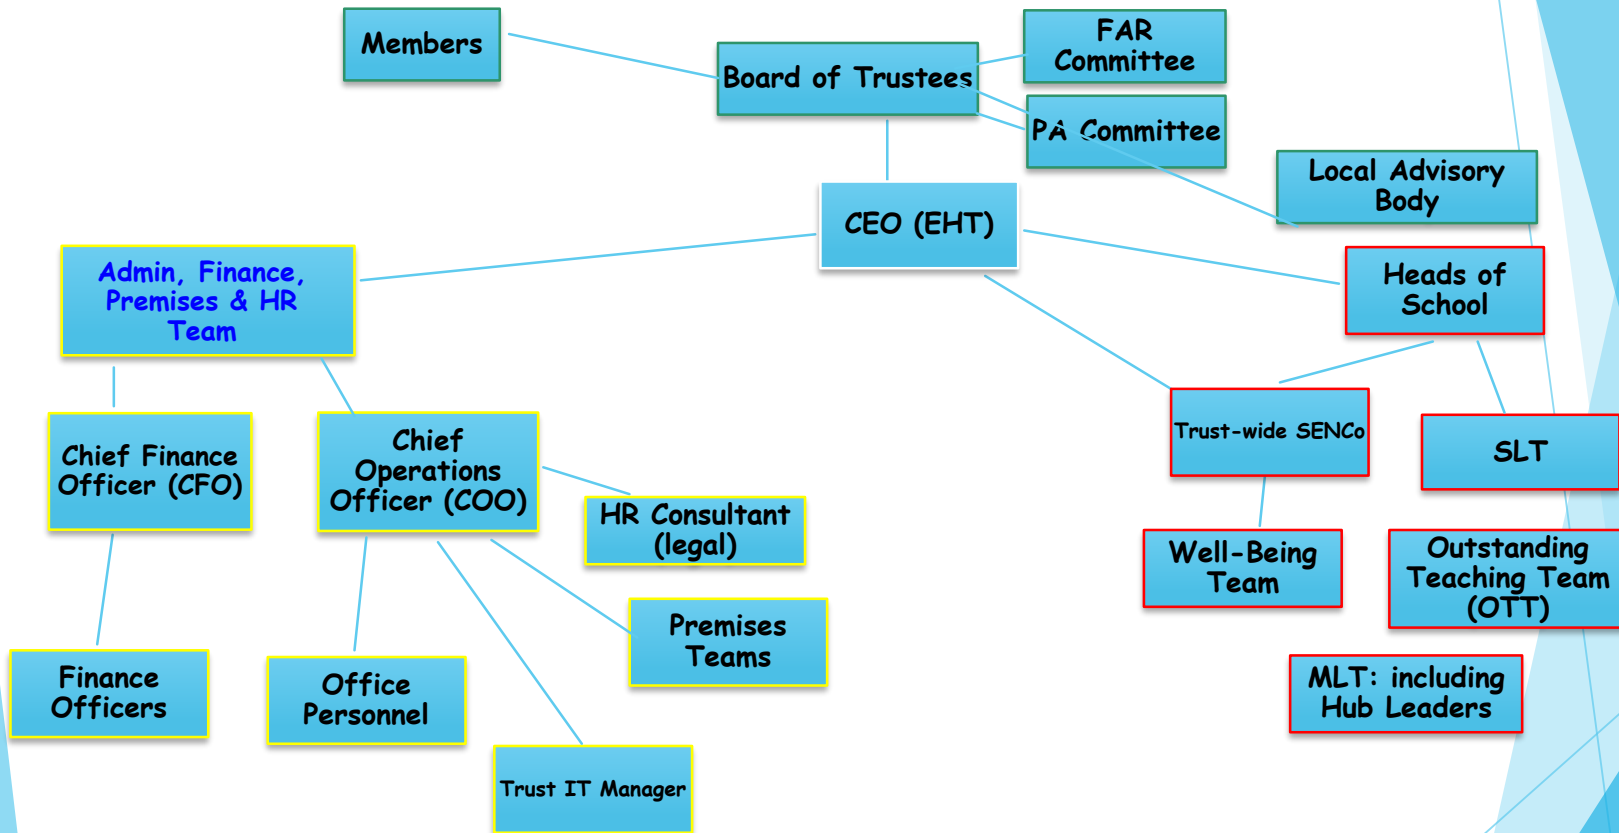 Members
Board of Trustees
FAR
Committee
PA Committee
Local Advisory
Body
CEO (EHT)
Admin, Finance,
Premises & HR
Team
Heads of
School
Chief Finance
Officer (CFO)
Chief
Operations
Officer (COO)
HR Consultant
(legal)
Trust-wide SENCo
SLT
Well-Being
Team
Outstanding
Teaching Team
(OTT)
Premises
Teams
Finance
Officers
Office
Personnel
MLT: including
Hub Leaders
Trust IT Manager